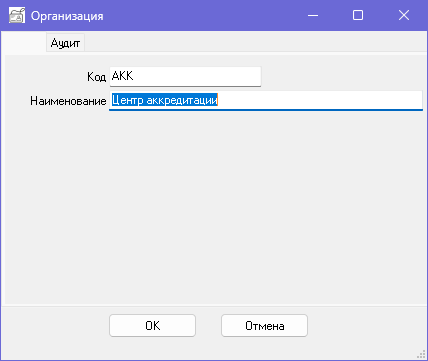 Организация
Аудит
Код АКК
Наименование Центр аккредитации
ОК Отмена